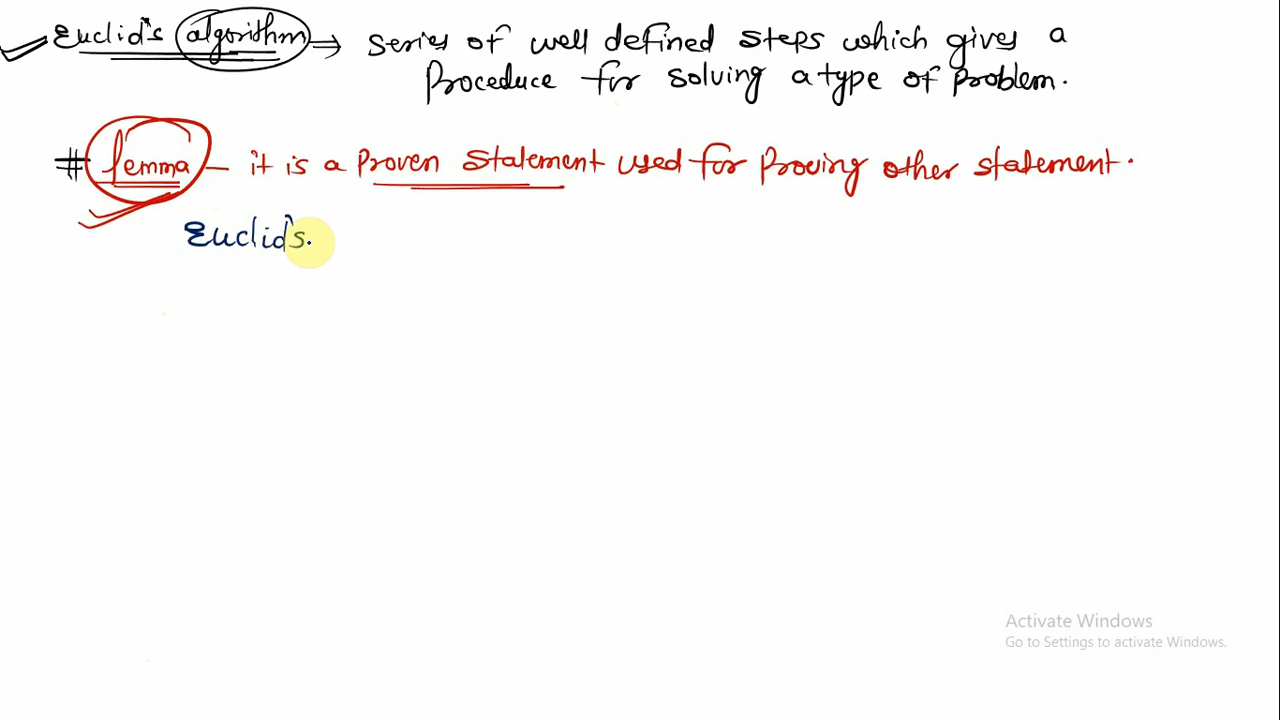 Euclid's algorithm ⇒ series of well defined steps which gives a
Proceduce for solving a type of Problem.
# lemma - it is a Proven Statement used for Proving other statement.
Euclid's.
Activate Windows
Go to Settings to activate Windows.